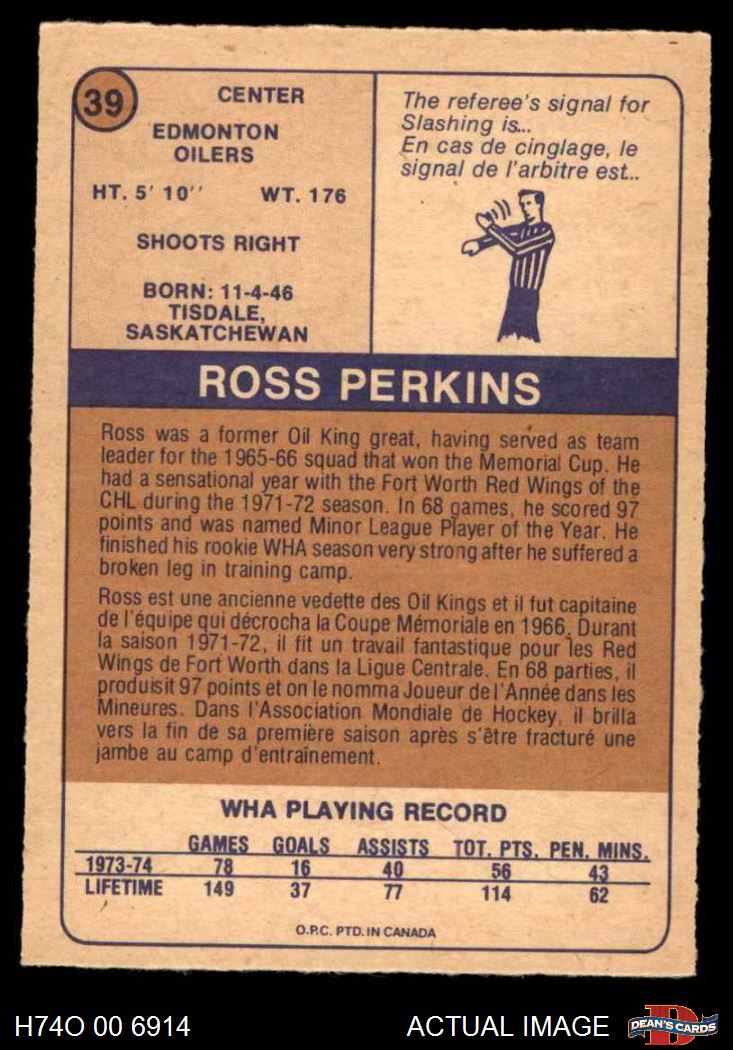 39
CENTER
EDMONTON
OILERS
HT. 5' 10'' WT. 176
SHOOTS RIGHT
BORN: 11-4-46
TISDALE,
SASKATCHEWAN
The referee's signal for
Slashing is...
En cas de cinglage, le
signal de l'arbitre est..
ROSS PERKINS
Ross was a former Oil King great, having served as team
leader for the 1965-66 squad that won the Memorial Cup. He
had a sensational year with the Fort Worth Red Wings of the
CHL during the 1971-72 season. In 68 games, he scored 97
points and was named Minor League Player of the Year. He
finished his rookie WHA season very strong after he suffered a
broken leg in training camp.
Ross est une ancienne vedette des Oil Kings et il fut capitaine
de l'équipe qui décrocha la Coupe Mémoriale en 1966. Durant
la saison 1971-72, il fit un travail fantastique pour les Red
Wings de Fort Worth dans la Ligue Centrale. En 68 parties, il
produisit 97 points et on le nomma Joueur de l'Année dans les
Mineures. Dans l'Association Mondiale de Hockey, il brilla
vers la fin de sa première saison après s'être fracturé une
jambe au camp d'entraînement.
WHA PLAYING RECORD
GAMES GOALS ASSISTS TOT. PTS. PEN. MINS.
1973-74 78 16 40 56 43
LIFETIME 149 37 77 114 62
O.P.C. PTD. IN CANADA
H74O 00 6914 ACTUAL IMAGE D DEAN'S CARDS